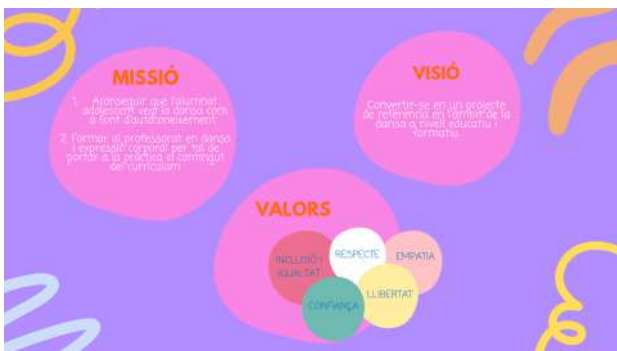 MISSIÓ
1. Aconseguir que l'alumnat
adolescent vegi la dansa com
a font d'autoconeixement
2. Formar al professorat en dansa
i expressió corporal per tal de
portar a la pràctica el contingut
del currículum
VISIÓ
Convertir-se en un projecte
de referència en l'àmbit de la
dansa a nivell educatiu i
formatiu
VALORS
INCLUSIÓ I
IGUALTAT
RESPECTE
EMPATIA
CONFIANÇA
LLIBERTAT